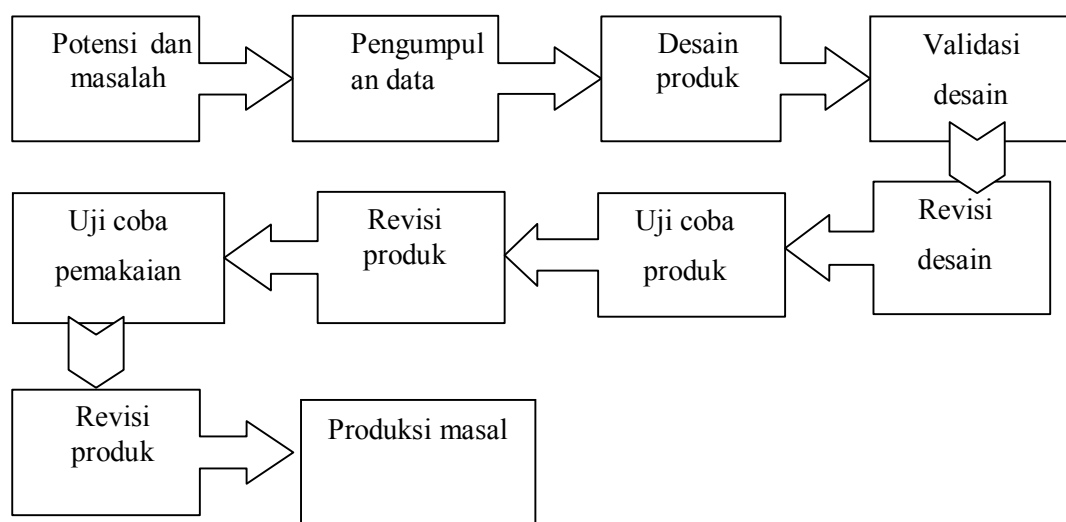 Potensi dan
masalah
Pengumpul
an data
Desain
produk
Validasi
desain
Revisi
desain
Uji coba
produk
Revisi
produk
Uji coba
pemakaian
Revisi
produk
Produksi masal